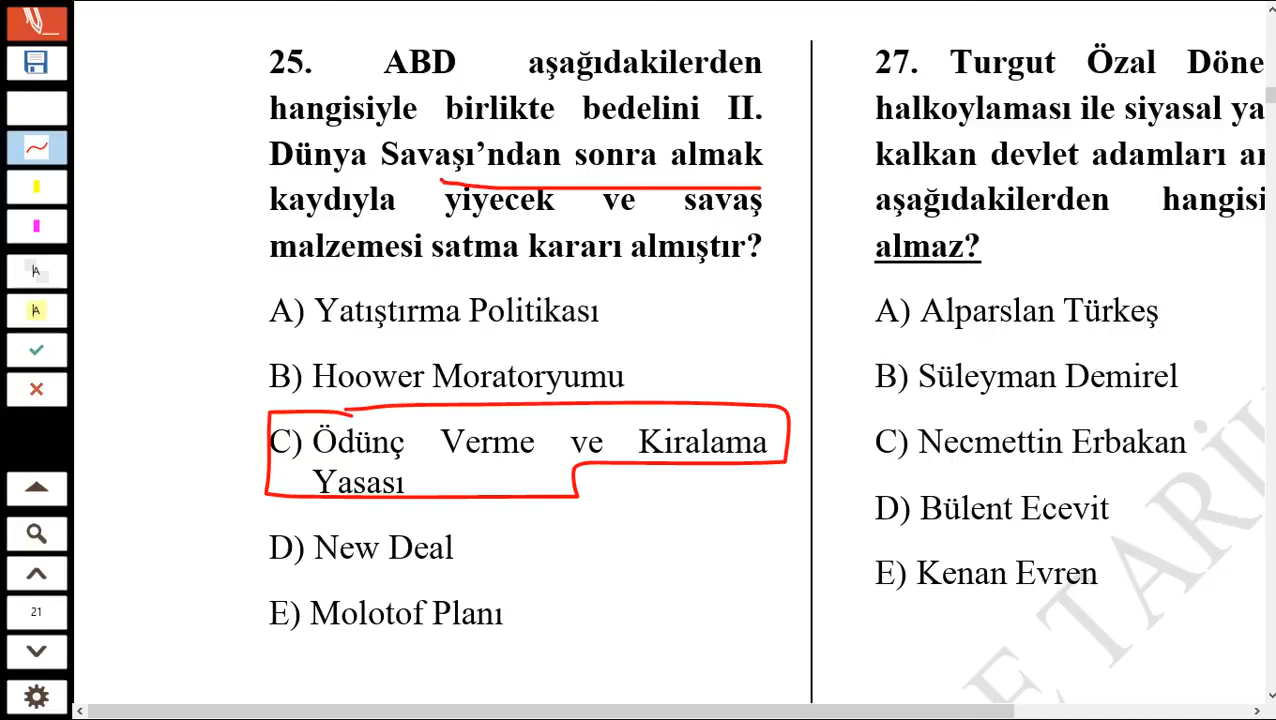 25. ABD aşağıdakilerden
hangisiyle birlikte bedelini II.
Dünya Savaşı’ndan sonra almak
kaydıyla yiyecek ve savaş
malzemesi satma kararı almıştır?
A) Yatıştırma Politikası
B) Hoower Moratoryumu
C) Ödünç Verme ve Kiralama
Yasası
D) New Deal
E) Molotof Planı
27. Turgut Özal Döne
halkoylaması ile siyasal ya
kalkan devlet adamları ar
aşağıdakilerden hangisi
almaz?
A) Alparslan Türkeş
B) Süleyman Demirel
C) Necmettin Erbakan
D) Bülent Ecevit
E) Kenan Evren
E TARİ
21
A
A